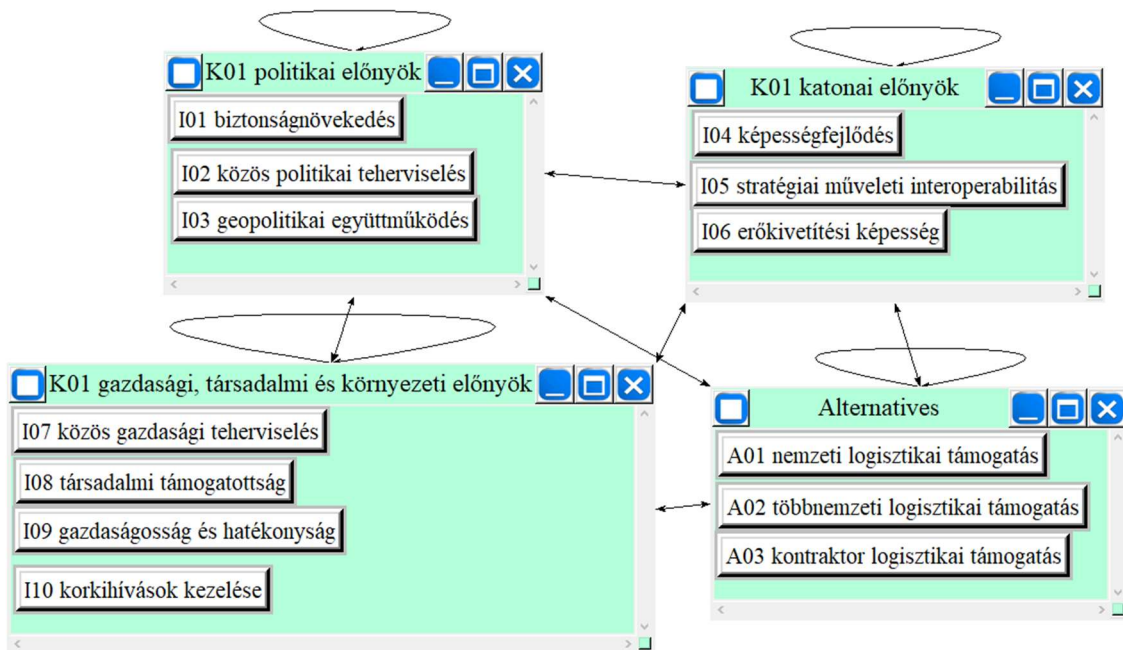 K01 politikai előnyök
I01 biztonságnövekedés
I02 közös politikai teherviselés
I03 geopolitikai együttműködés
K01 katonai előnyök
I04 képességfejlődés
I05 stratégiai műveleti interoperabilitás
I06 erőkivetítési képesség
K01 gazdasági, társadalmi és környezeti előnyök
I07 közös gazdasági teherviselés
I08 társadalmi támogatottság
I09 gazdaságosság és hatékonyság
I10 korkihívások kezelése
Alternatives
A01 nemzeti logisztikai támogatás
A02 többnemzeti logisztikai támogatás
A03 kontraktor logisztikai támogatás